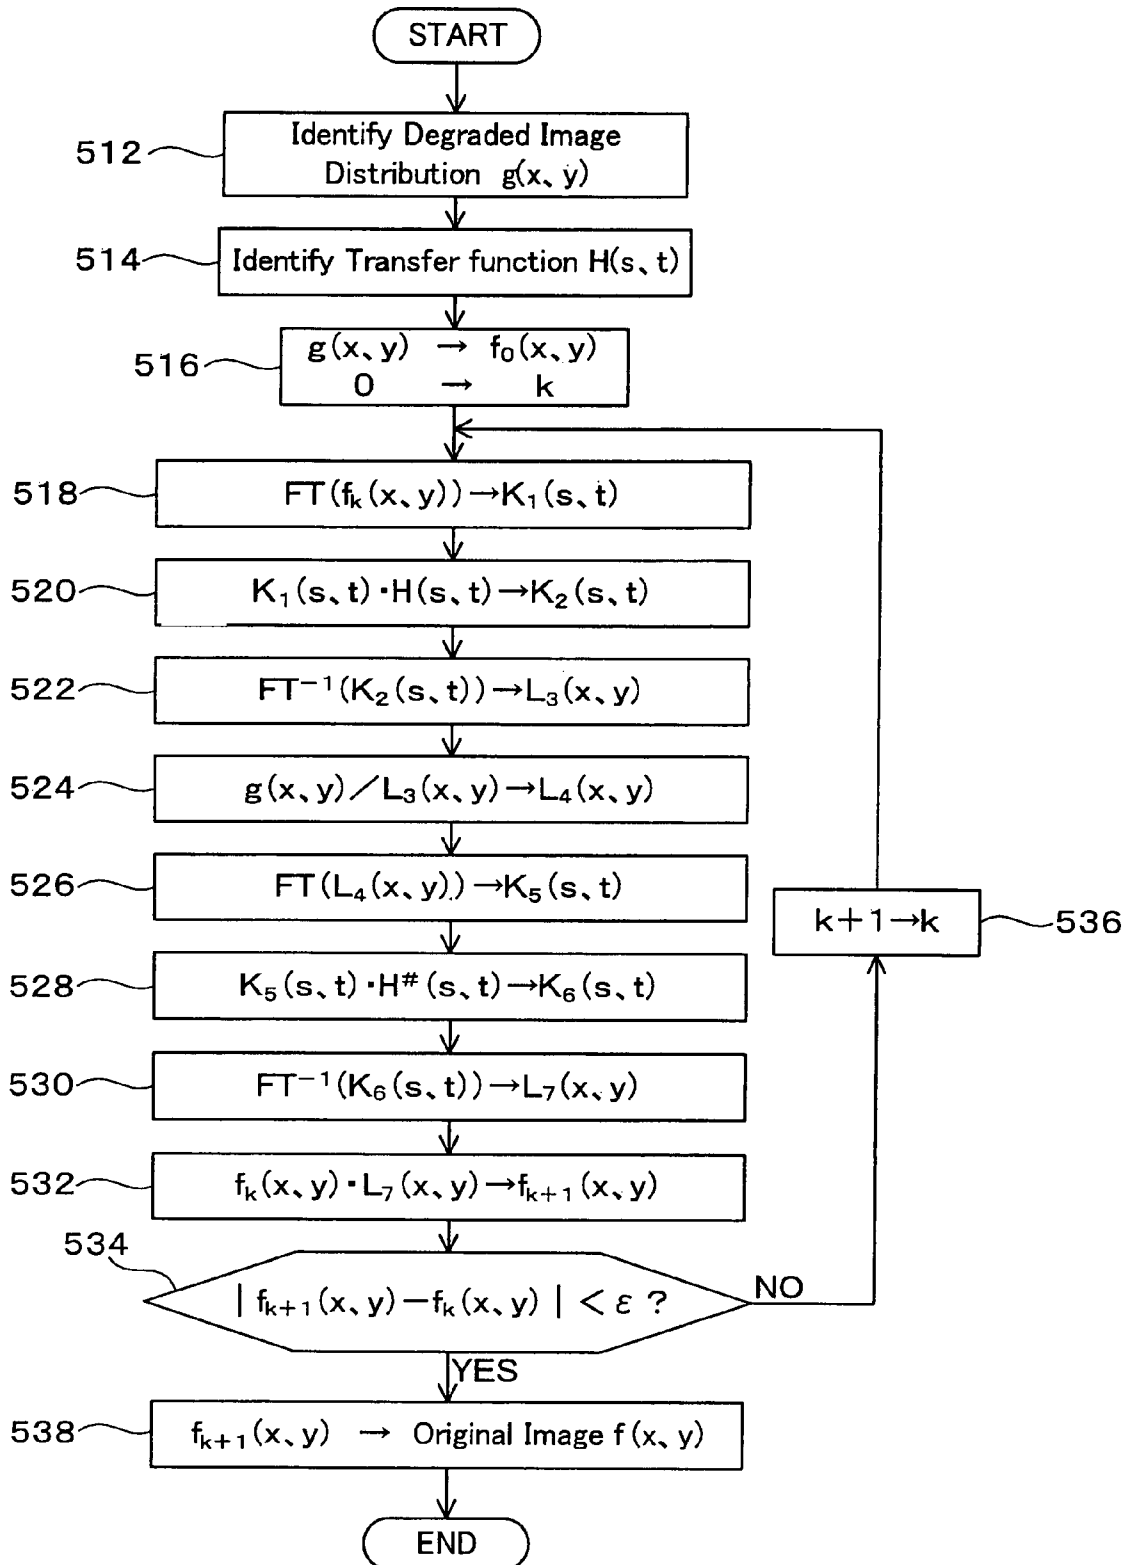 START
512
Identify Degraded Image
Distribution g(x、y)
514
Identify Transfer function H(s、t)
516
g(x、y) → f₀(x、y)
0 → k
518
FT(fₖ(x、y))→K₁(s、t)
520
K₁(s、t)・H(s、t)→K₂(s、t)
522
FT⁻¹(K₂(s、t))→L₃(x、y)
524
g(x、y)/L₃(x、y)→L₄(x、y)
526
FT(L₄(x、y))→K₅(s、t)
k+1→k
536
528
K₅(s、t)・H#(s、t)→K₆(s、t)
530
FT⁻¹(K₆(s、t))→L₇(x、y)
532
fₖ(x、y)・L₇(x、y)→fₖ₊₁(x、y)
534
| fₖ₊₁(x、y)−fₖ(x、y) | < ε ?
NO
YES
538
fₖ₊₁(x、y) → Original Image f(x、y)
END